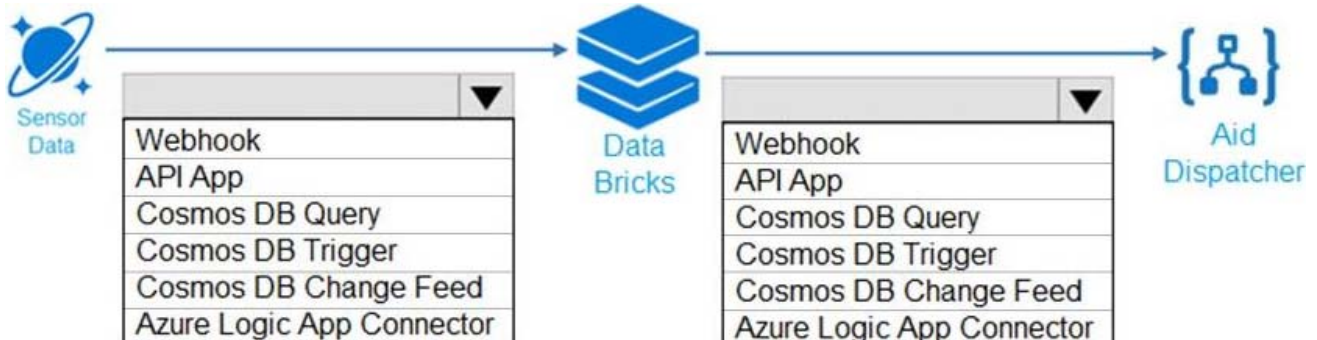 Sensor
Data
Webhook
API App
Cosmos DB Query
Cosmos DB Trigger
Cosmos DB Change Feed
Azure Logic App Connector
Data
Bricks
Webhook
API App
Cosmos DB Query
Cosmos DB Trigger
Cosmos DB Change Feed
Azure Logic App Connector
Aid
Dispatcher